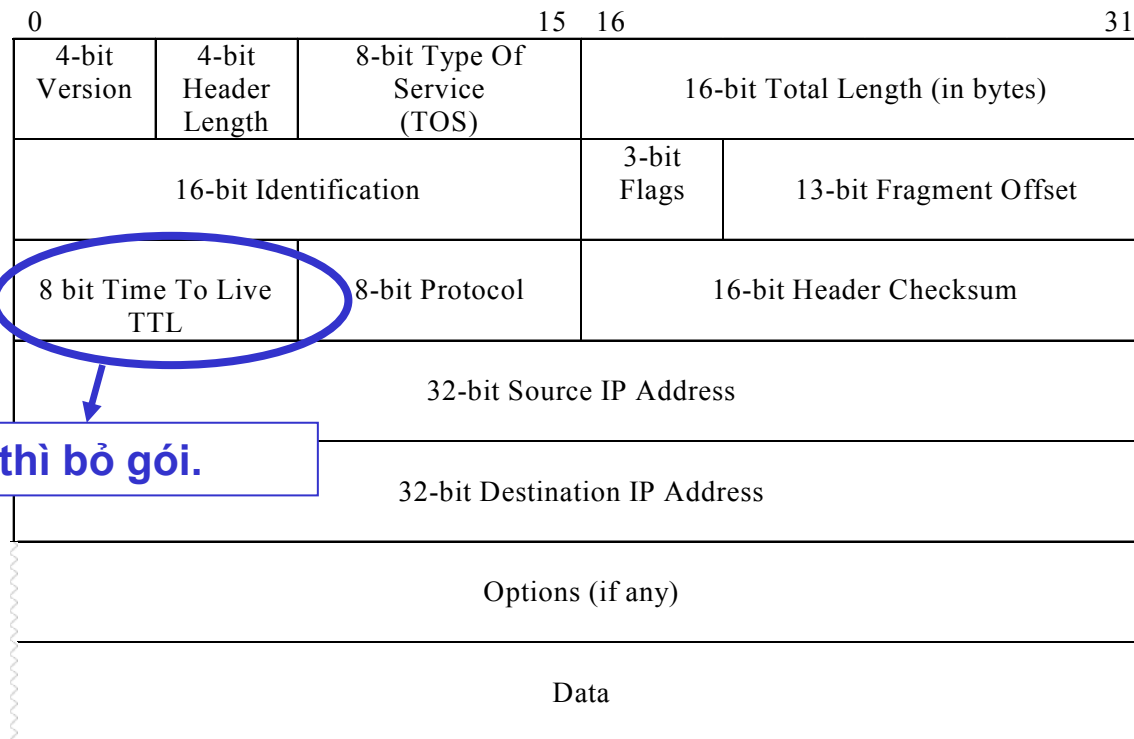 0 15 16 31
4-bit Version
4-bit Header Length
8-bit Type Of Service (TOS)
16-bit Total Length (in bytes)
16-bit Identification
3-bit Flags
13-bit Fragment Offset
8 bit Time To Live TTL
8-bit Protocol
16-bit Header Checksum
32-bit Source IP Address
thì bỏ gói.
32-bit Destination IP Address
Options (if any)
Data